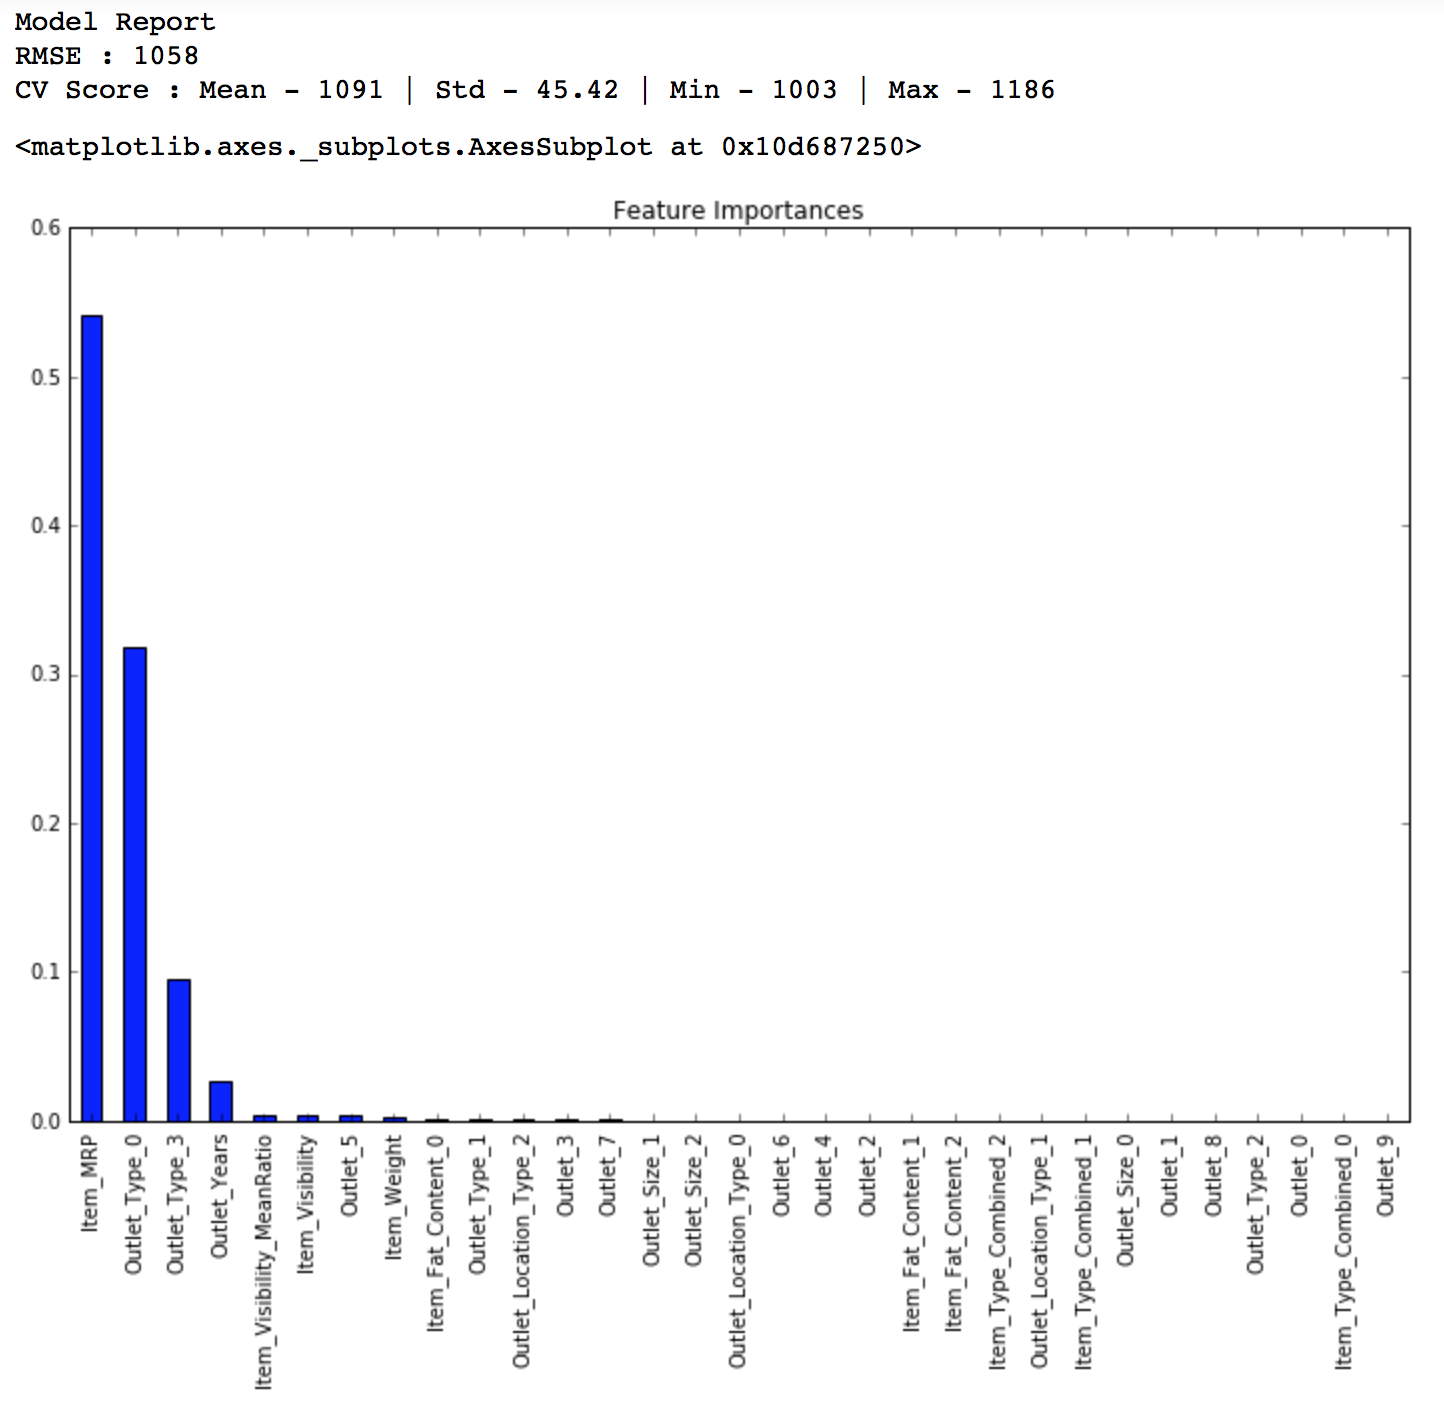 Model Report
RMSE : 1058
CV Score : Mean - 1091 | Std - 45.42 | Min - 1003 | Max - 1186
<matplotlib.axes._subplots.AxesSubplot at 0x10d687250>
Feature Importances
0.6
0.5
0.4
0.3
0.2
0.1
0.0
Item_MRP
Outlet_Type_0
Outlet_Type_3
Outlet_Years
Item_Visibility_MeanRatio
Item_Visibility
Outlet_5
Item_Weight
Item_Fat_Content_0
Outlet_Type_1
Outlet_Location_Type_2
Outlet_3
Outlet_7
Outlet_Size_1
Outlet_Size_2
Outlet_Location_Type_0
Outlet_6
Outlet_4
Outlet_2
Item_Fat_Content_1
Item_Fat_Content_2
Item_Type_Combined_2
Outlet_Location_Type_1
Item_Type_Combined_1
Outlet_Size_0
Outlet_1
Outlet_8
Outlet_Type_2
Outlet_0
Item_Type_Combined_0
Outlet_9